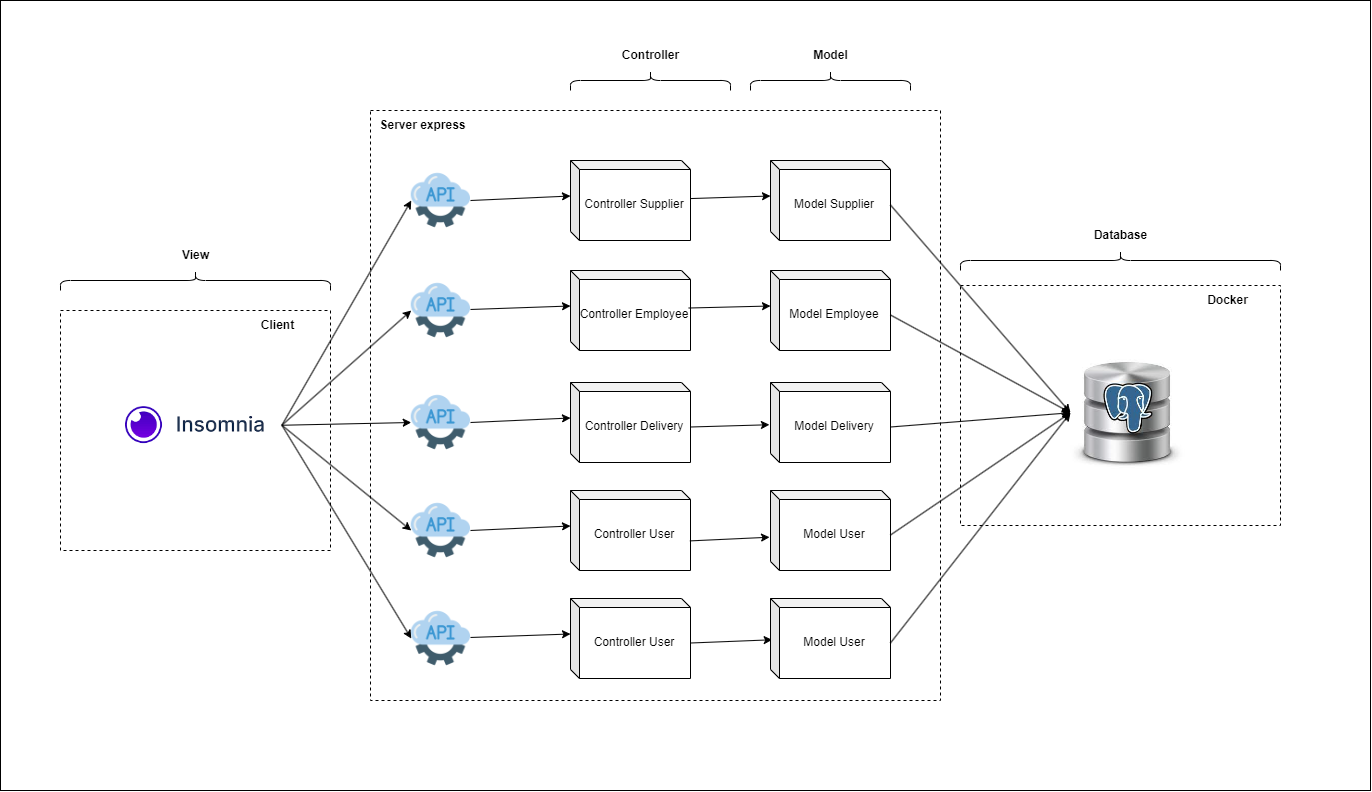 Controller
Model
Server express
API
Controller Supplier
Model Supplier
View
Database
API
Controller Employee
Model Employee
Docker
Client
Insomnia
API
Controller Delivery
Model Delivery
API
Controller User
Model User
API
Controller User
Model User